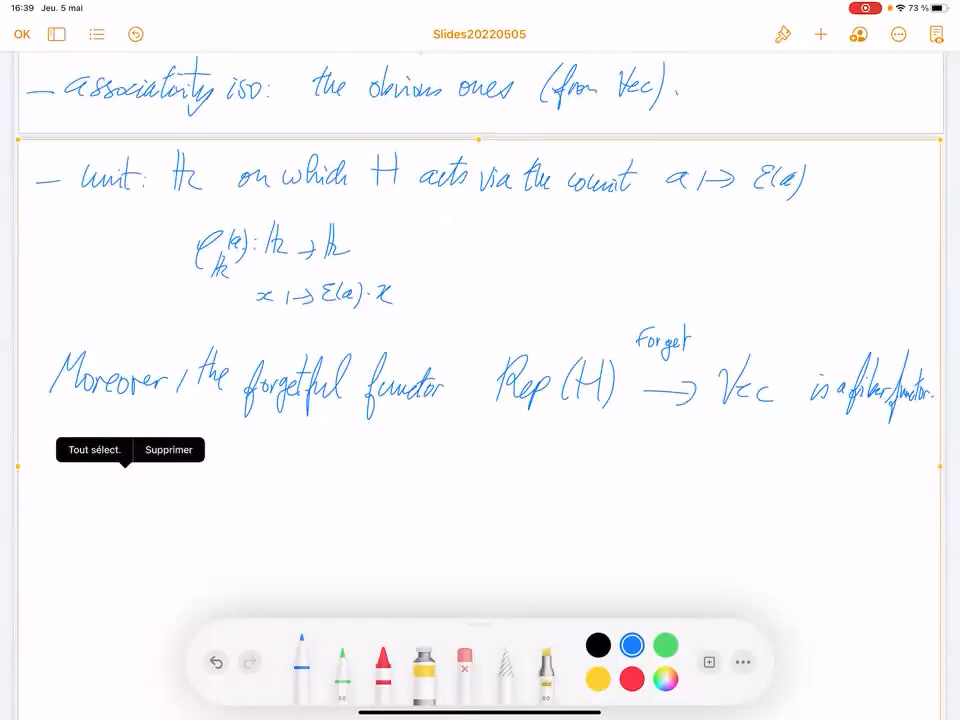 16:39 Jeu. 5 mai 73 %
OK Slides20220505
— associativity iso: the obvious ones (from Vec).
— unit: 𝕜 on which H acts via the counit a ↦ ε(a)
φ_𝕜(a): 𝕜 → 𝕜
x ↦ ε(a)·x
Forget
Moreover, the forgetful functor Rep(H) → Vec is a fiber functor.
Tout sélect. Supprimer